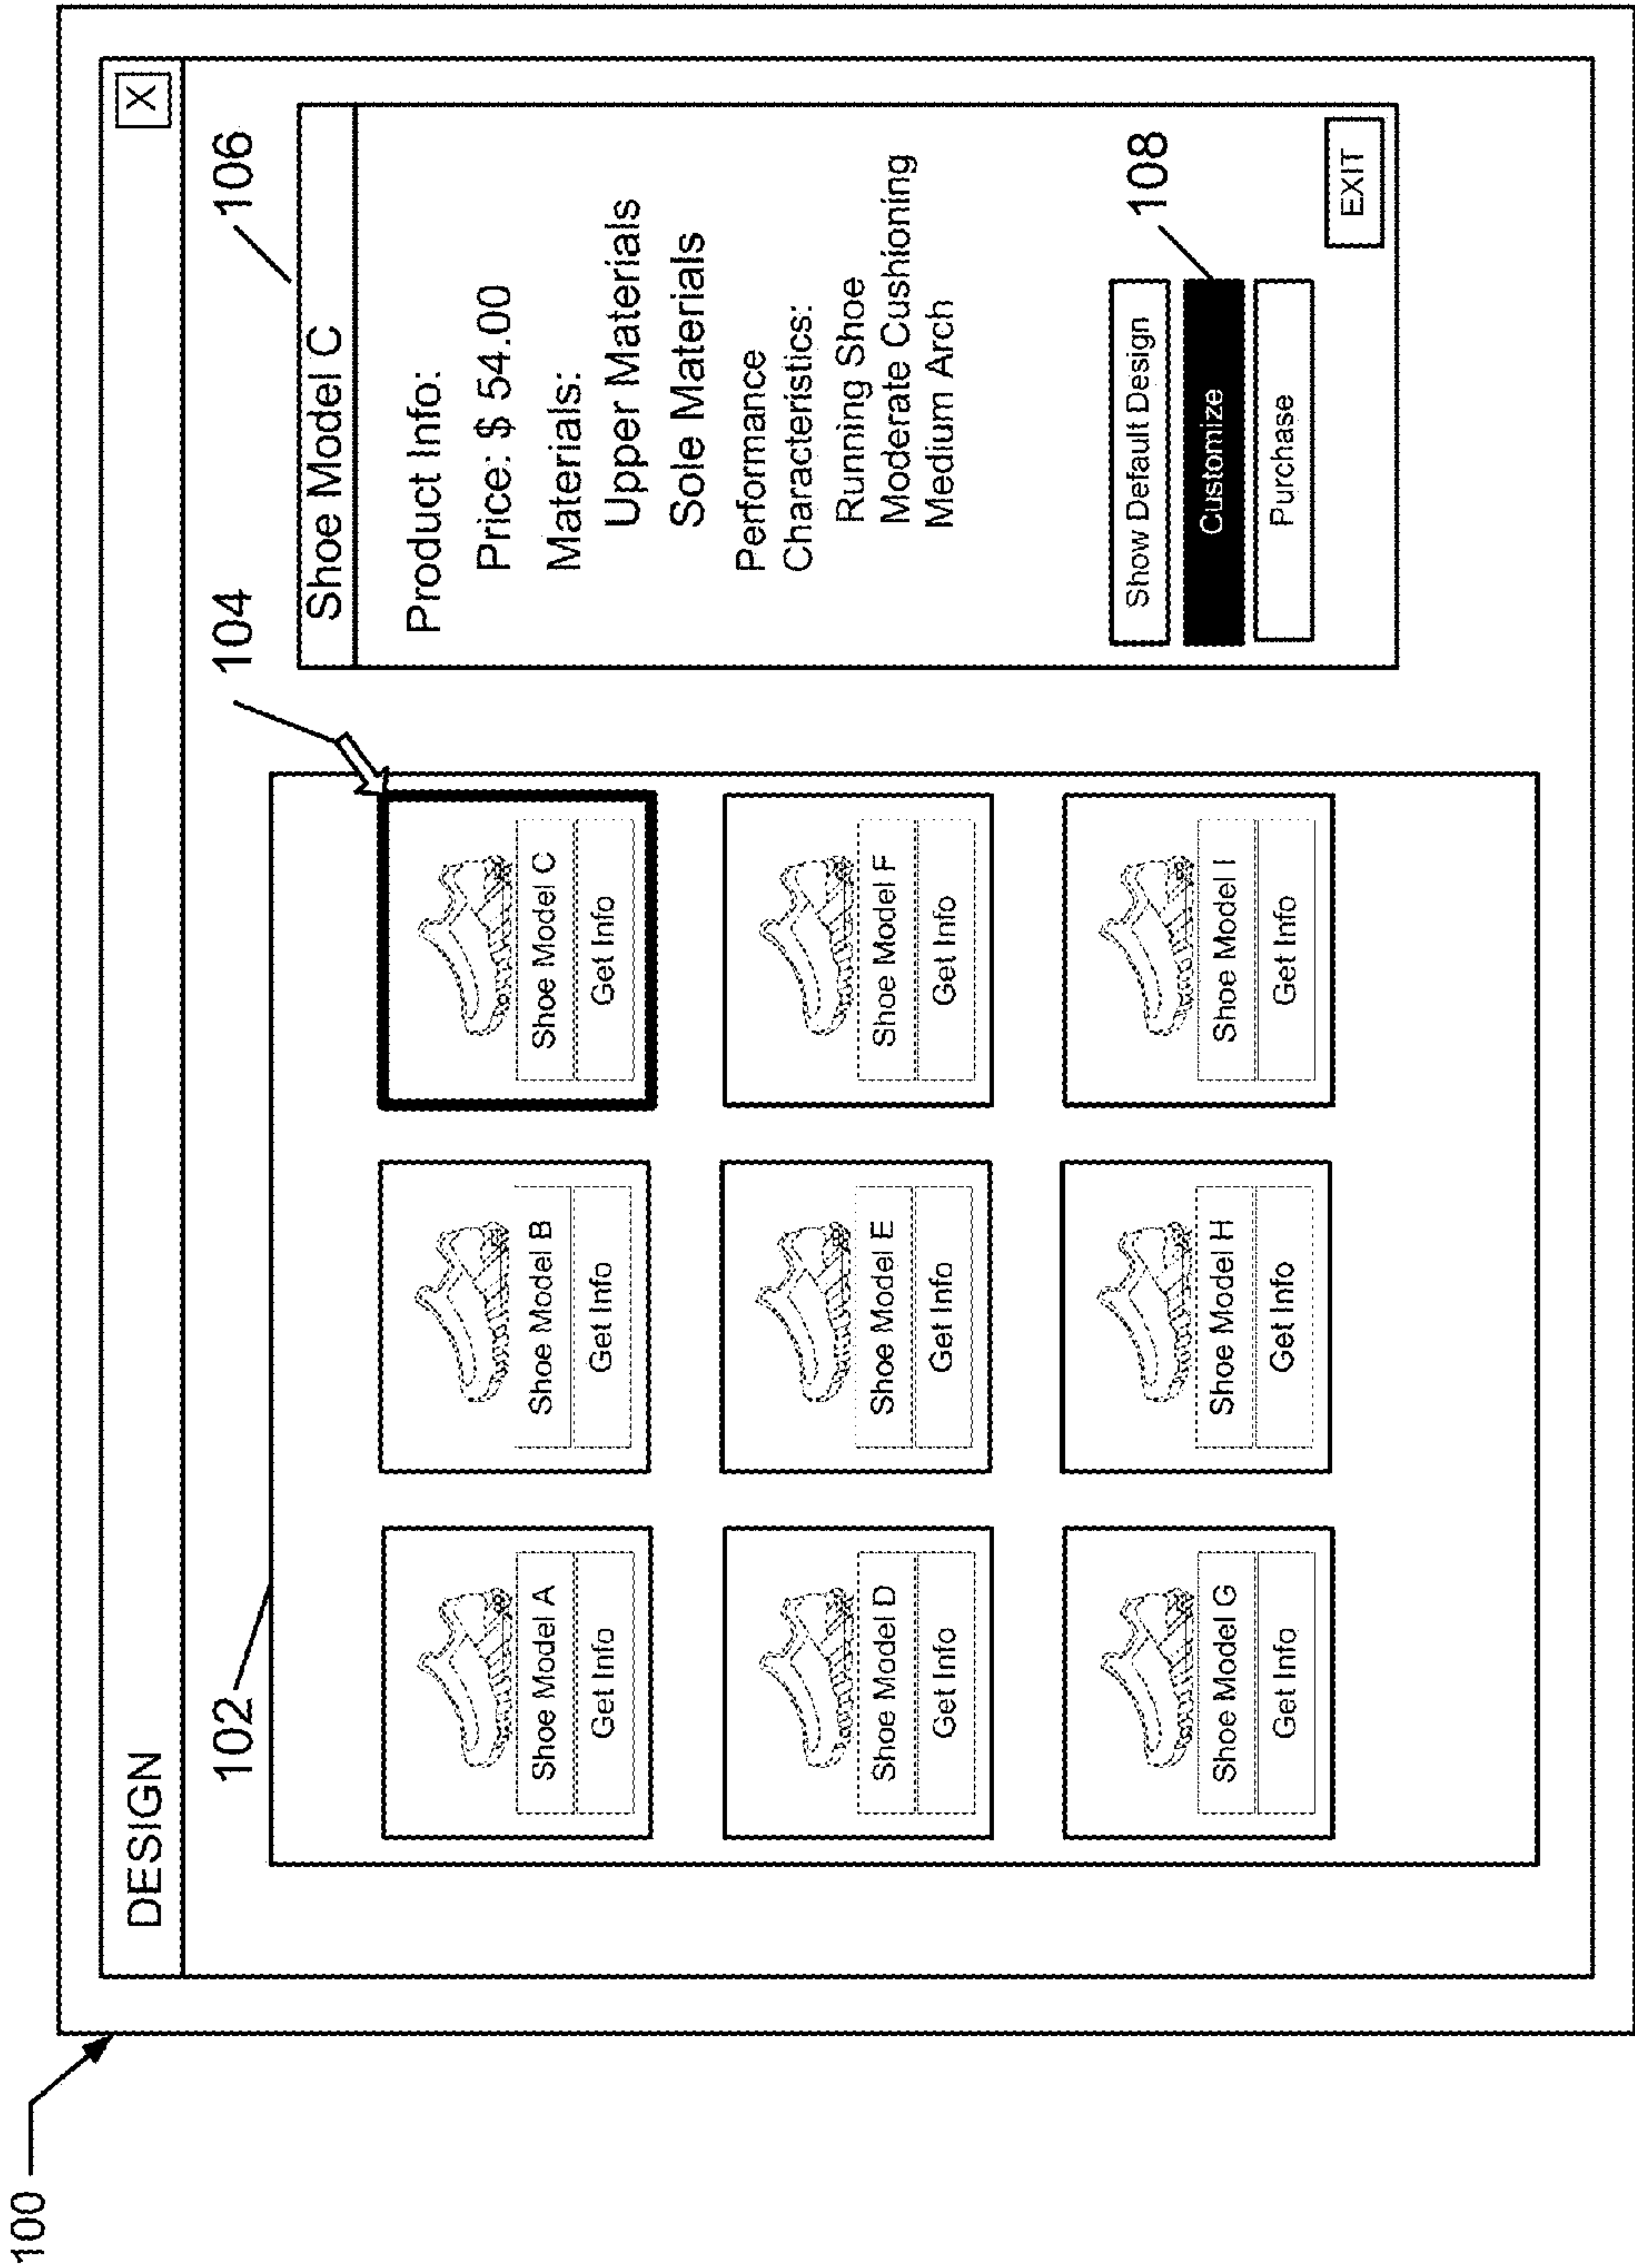 100
DESIGN
X
102
104
106
Shoe Model A
Get Info
Shoe Model B
Get Info
Shoe Model C
Get Info
Shoe Model D
Get Info
Shoe Model E
Get Info
Shoe Model F
Get Info
Shoe Model G
Get Info
Shoe Model H
Get Info
Shoe Model I
Get Info
Shoe Model C
Product Info:
Price: $ 54.00
Materials:
Upper Materials
Sole Materials
Performance
Characteristics:
Running Shoe
Moderate Cushioning
Medium Arch
Show Default Design
108
Customize
Purchase
EXIT